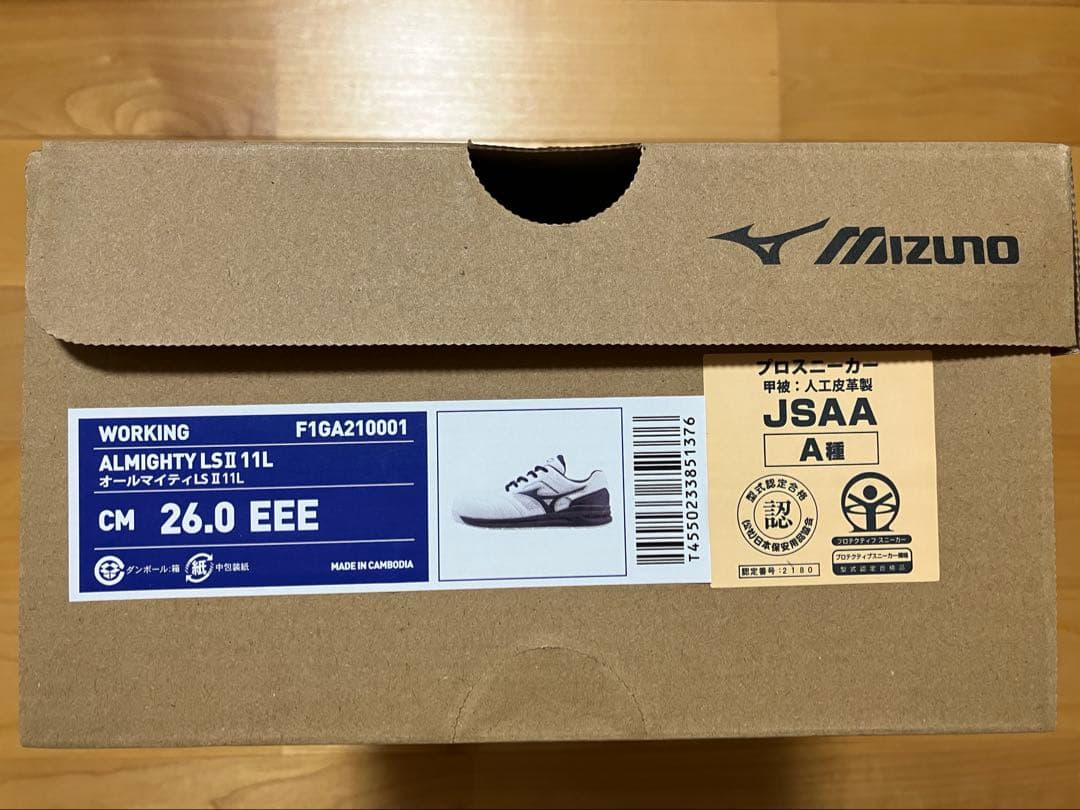 MIZUNO
WORKING F1GA210001
ALMIGHTY LSⅡ 11L
オールマイティLSⅡ11L
CM 26.0 EEE
ダンボール:箱 紙 中包装紙
MADE IN CAMBODIA
T4550233851376
プロスニーカー
甲被:人工皮革製
JSAA
A種
型式認定合格
認
(公社)日本保安用品協会
認定番号:2180
プロテクティブ スニーカー
プロテクティブスニーカー規格
型式認定合格品